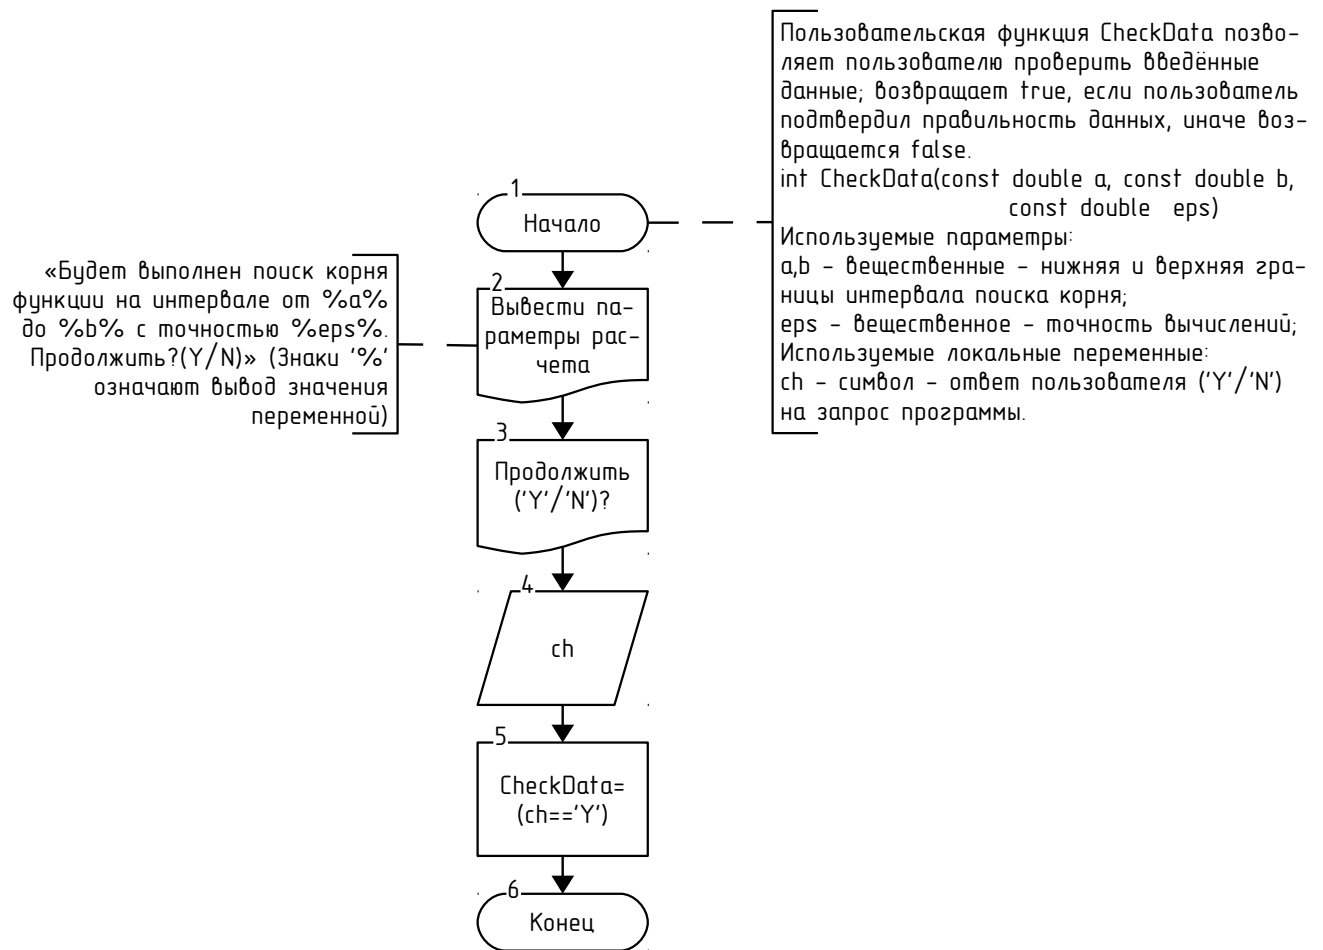 Пользовательская функция CheckData позво-
ляет пользователю проверить введённые
данные; возвращает true, если пользователь
подтвердил правильность данных, иначе воз-
вращается false.
int CheckData(const double a, const double b,
const double eps)
Используемые параметры:
a,b - вещественные - нижняя и верхняя гра-
ницы интервала поиска корня;
eps - вещественное - точность вычислений;
Используемые локальные переменные:
ch - символ - ответ пользователя ('Y'/'N')
на запрос программы.
1
Начало
«Будет выполнен поиск корня
функции на интервале от %a%
до %b% с точностью %eps%.
Продолжить?(Y/N)» (Знаки '%'
означают вывод значения
переменной)
2
Вывести па-
раметры рас-
чета
3
Продолжить
('Y'/'N')?
4
ch
5
CheckData=
(ch=='Y')
6
Конец